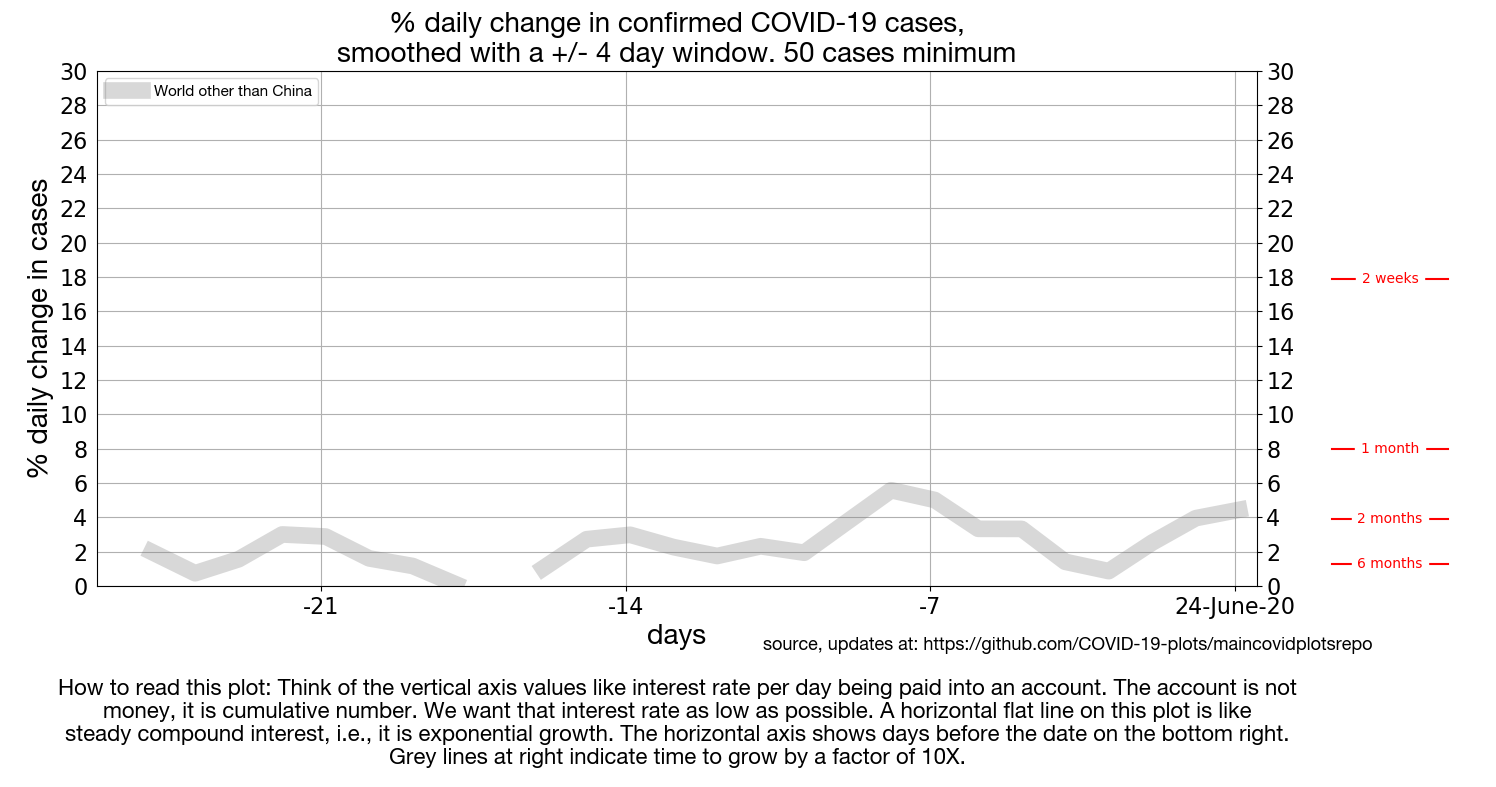 % daily change in confirmed COVID-19 cases,
smoothed with a +/- 4 day window. 50 cases minimum
World other than China
% daily change in cases
30
28
26
24
22
20
18
16
14
12
10
8
6
4
2
0
30
28
26
24
22
20
18
16
14
12
10
8
6
4
2
0
2 weeks
1 month
2 months
6 months
-21
-14
-7
24-June-20
days
source, updates at: https://github.com/COVID-19-plots/maincovidplotsrepo
How to read this plot: Think of the vertical axis values like interest rate per day being paid into an account. The account is not
money, it is cumulative number. We want that interest rate as low as possible. A horizontal flat line on this plot is like
steady compound interest, i.e., it is exponential growth. The horizontal axis shows days before the date on the bottom right.
Grey lines at right indicate time to grow by a factor of 10X.